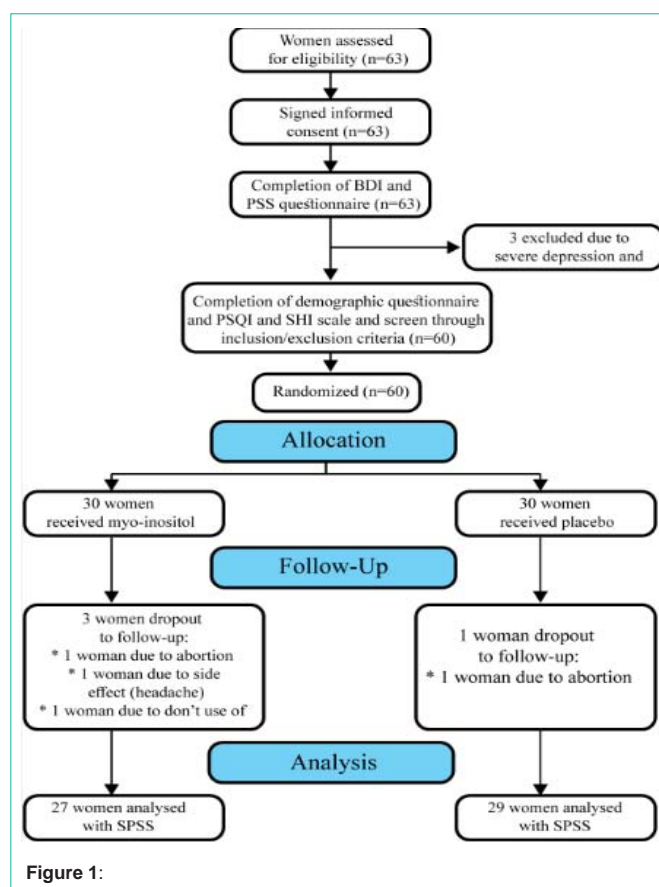 Women assessed
for eligibility (n=63)
Signed informed
consent (n=63)
Completion of BDI and
PSS questionnaire (n=63)
3 excluded due to
severe depression and
Completion of demographic questionnaire
and PSQI and SHI scale and screen through
inclusion/exclusion criteria (n=60)
Randomized (n=60)
Allocation
30 women
received myo-inositol
30 women
received placebo
Follow-Up
3 women dropout
to follow-up:
* 1 woman due to abortion
* 1 woman due to side
effect (headache)
* 1 woman due to don't use of
1 woman dropout
to follow-up:
* 1 woman due to abortion
Analysis
27 women analysed
with SPSS
29 women analysed
with SPSS
Figure 1: